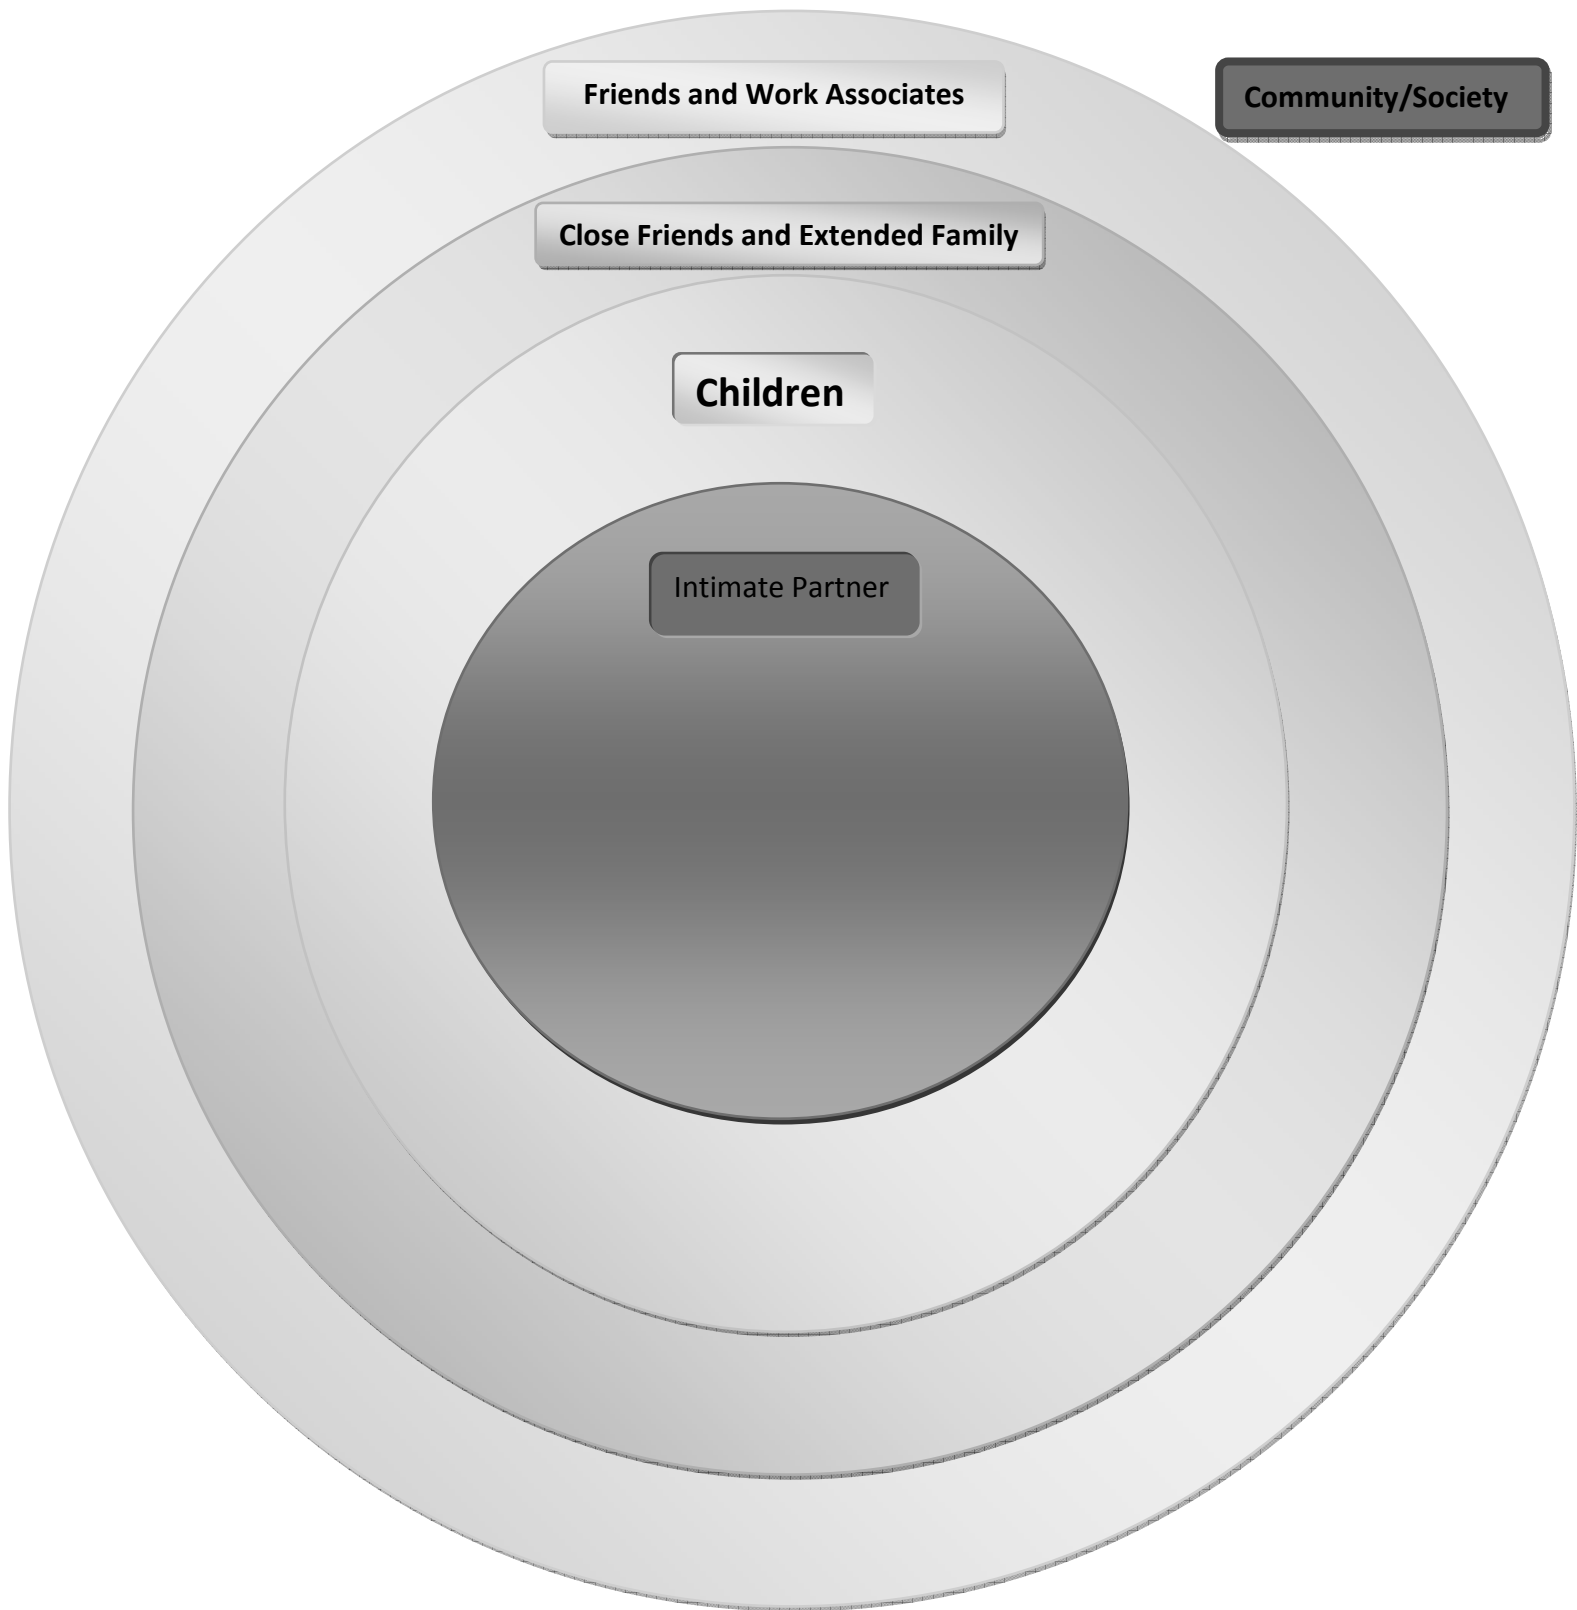 Friends and Work Associates
Community/Society
Close Friends and Extended Family
Children
Intimate Partner